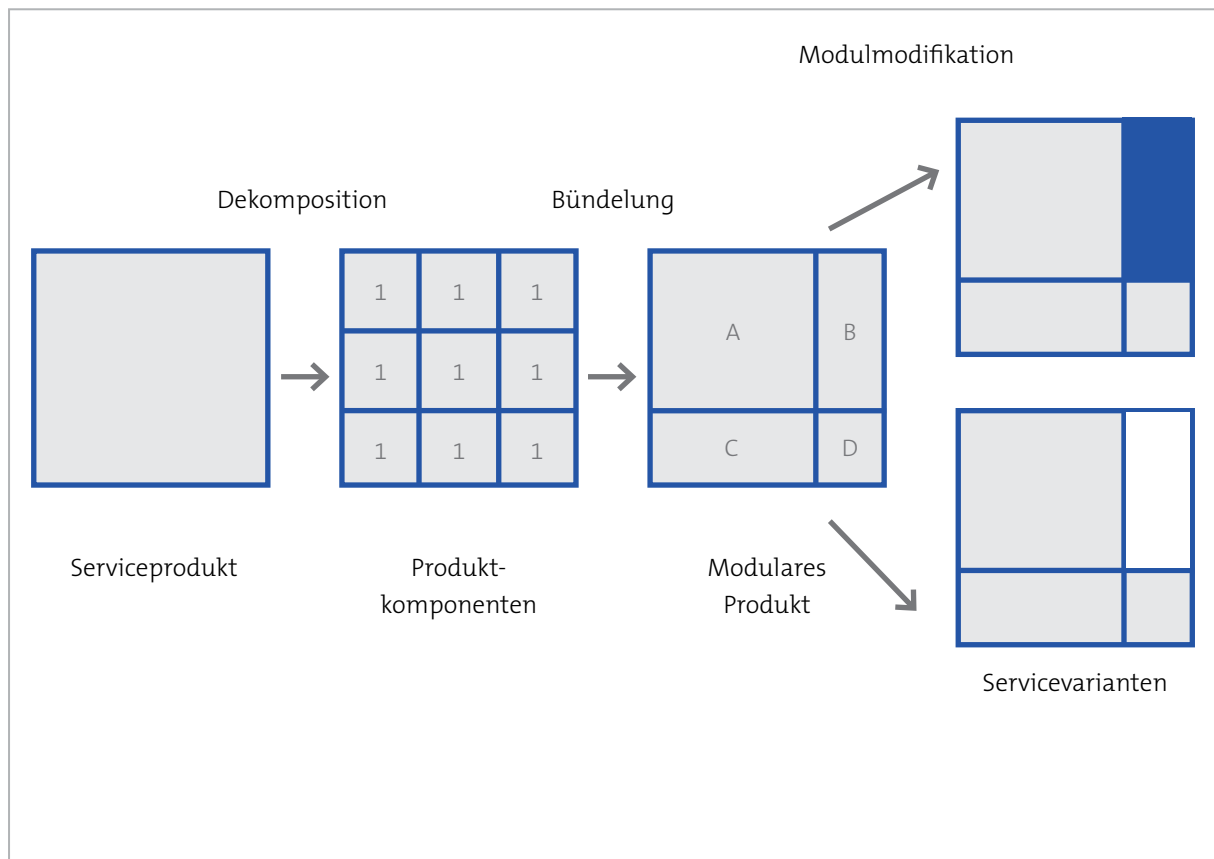 Modulmodifikation
Dekomposition
Bündelung
1 1 1
1 1 1
1 1 1
A B
C D
Serviceprodukt
Produkt-
komponenten
Modulares
Produkt
Servicevarianten